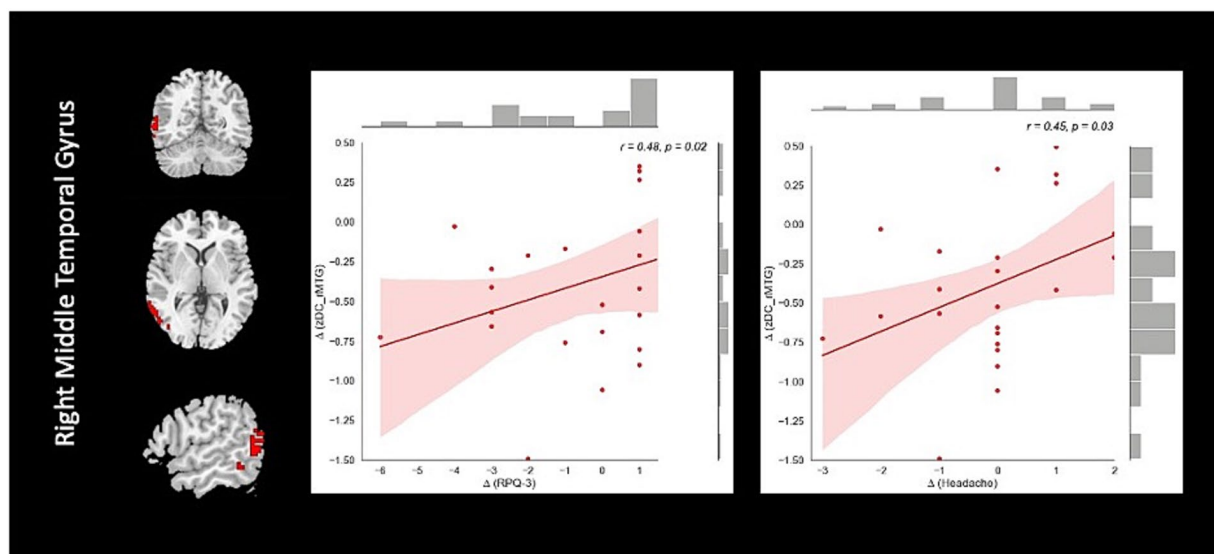 Right Middle Temporal Gyrus
r = 0.48, p = 0.02
0.50
0.25
0.00
−0.25
−0.50
−0.75
−1.00
−1.25
−1.50
Δ (zDC_rMTG)
−6 −5 −4 −3 −2 −1 0 1
Δ (RPQ-3)
r = 0.45, p = 0.03
0.50
0.25
0.00
−0.25
−0.50
−0.75
−1.00
−1.25
−1.50
Δ (zDC_rMTG)
−3 −2 −1 0 1 2
Δ (Headache)